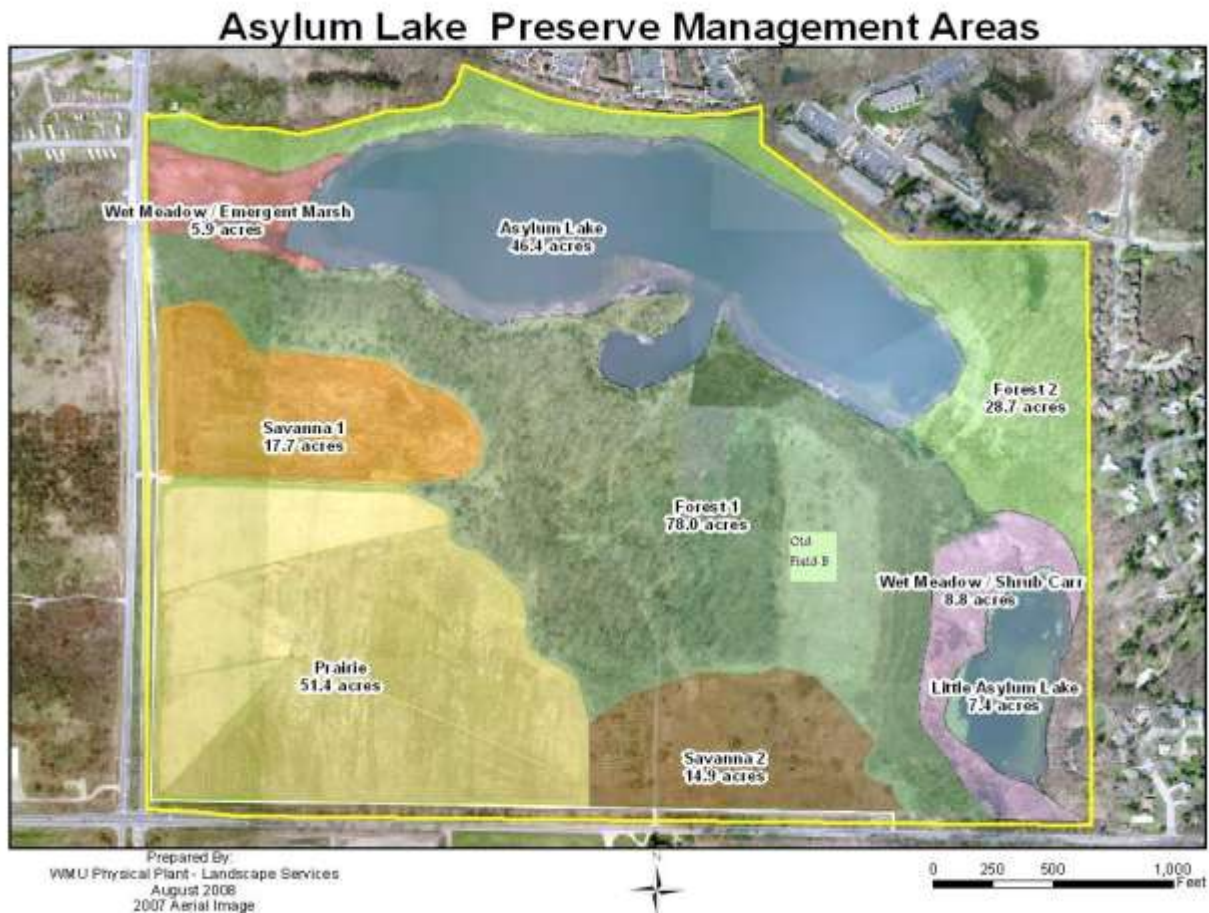 Asylum Lake Preserve Management Areas
Wet Meadow / Emergent Marsh
5.9 acres
Asylum Lake
46.4 acres
Forest 2
28.7 acres
Savanna 1
17.7 acres
Forest 1
78.0 acres
Old
Field B
Wet Meadow / Shrub Carr
8.8 acres
Prairie
51.4 acres
Little Asylum Lake
7.4 acres
Savanna 2
14.9 acres
Prepared By:
WMU Physical Plant - Landscape Services
August 2008
2007 Aerial Image
N
0 250 500 1,000
Feet